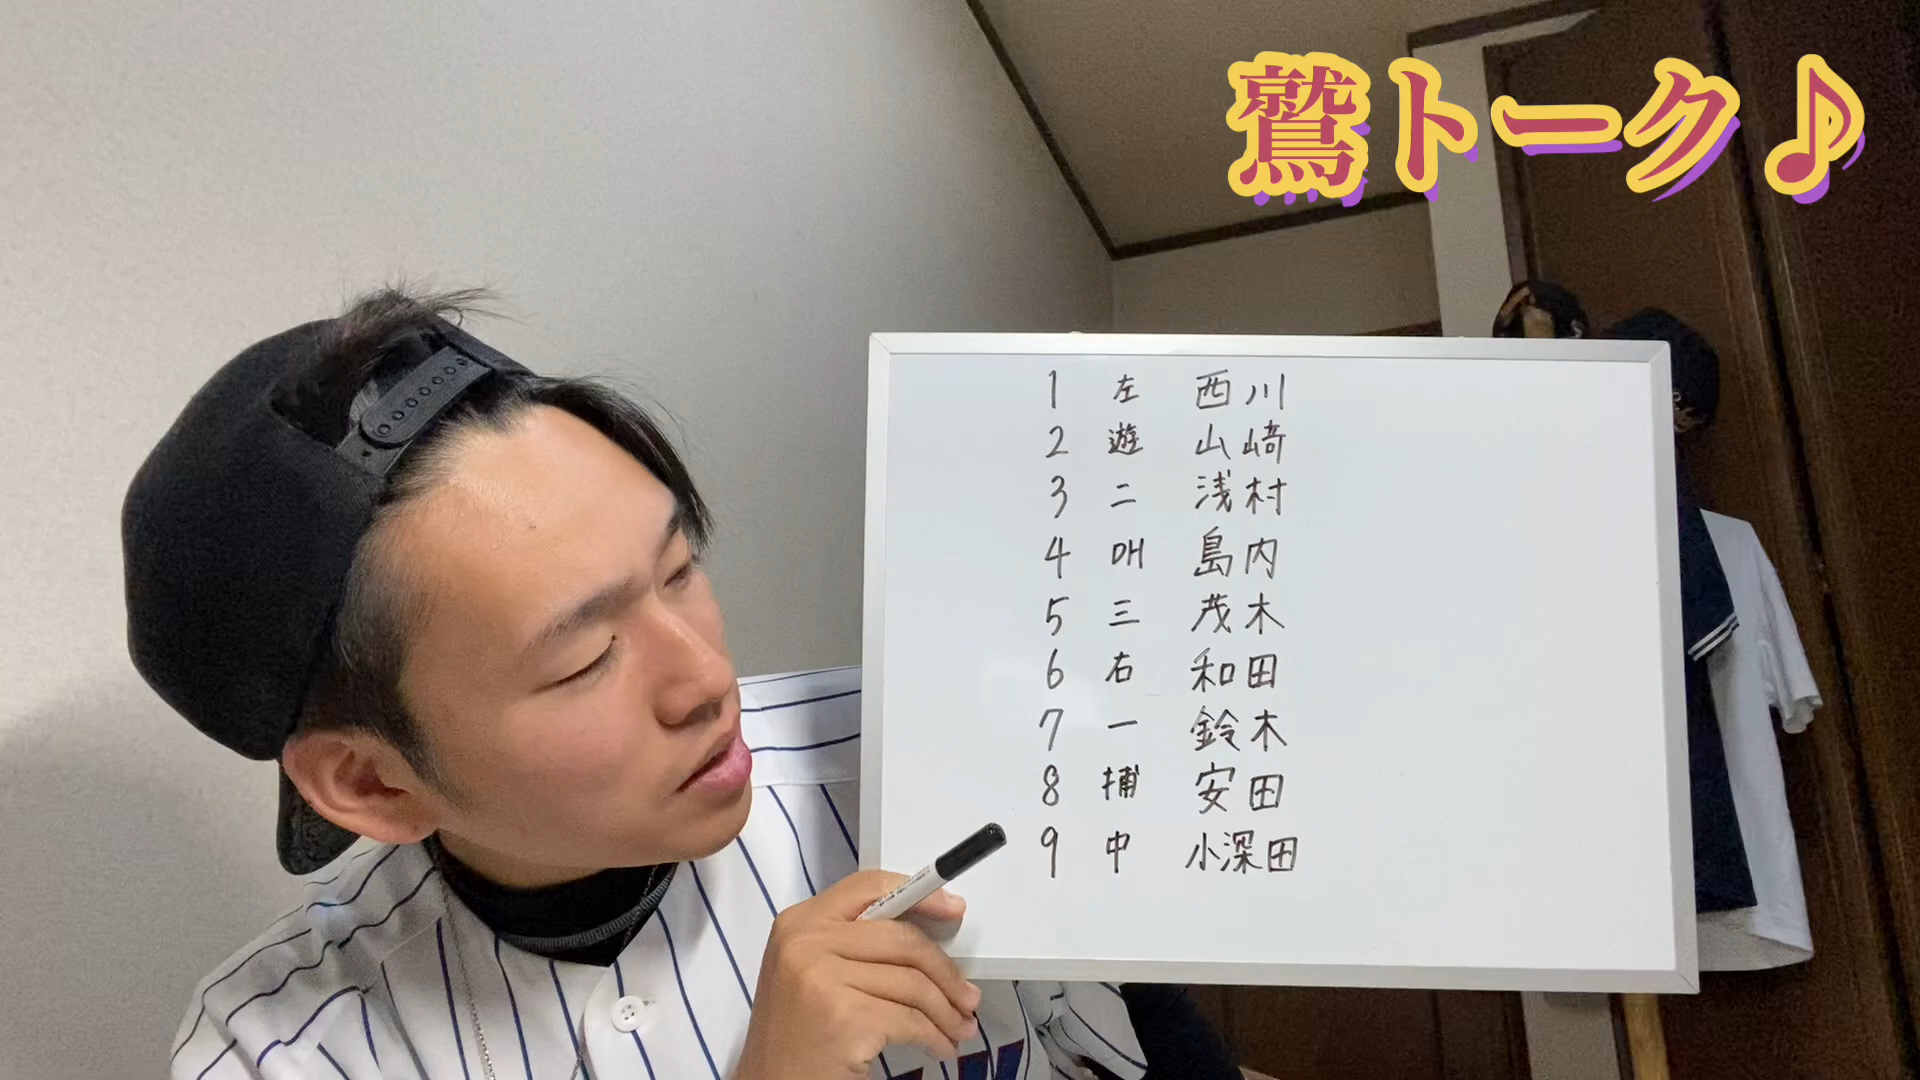 鷲トーク♪
1 左 西川
2 遊 山﨑
3 二 浅村
4 DH 島内
5 三 茂木
6 右 和田
7 一 鈴木
8 捕 安田
9 中 小深田